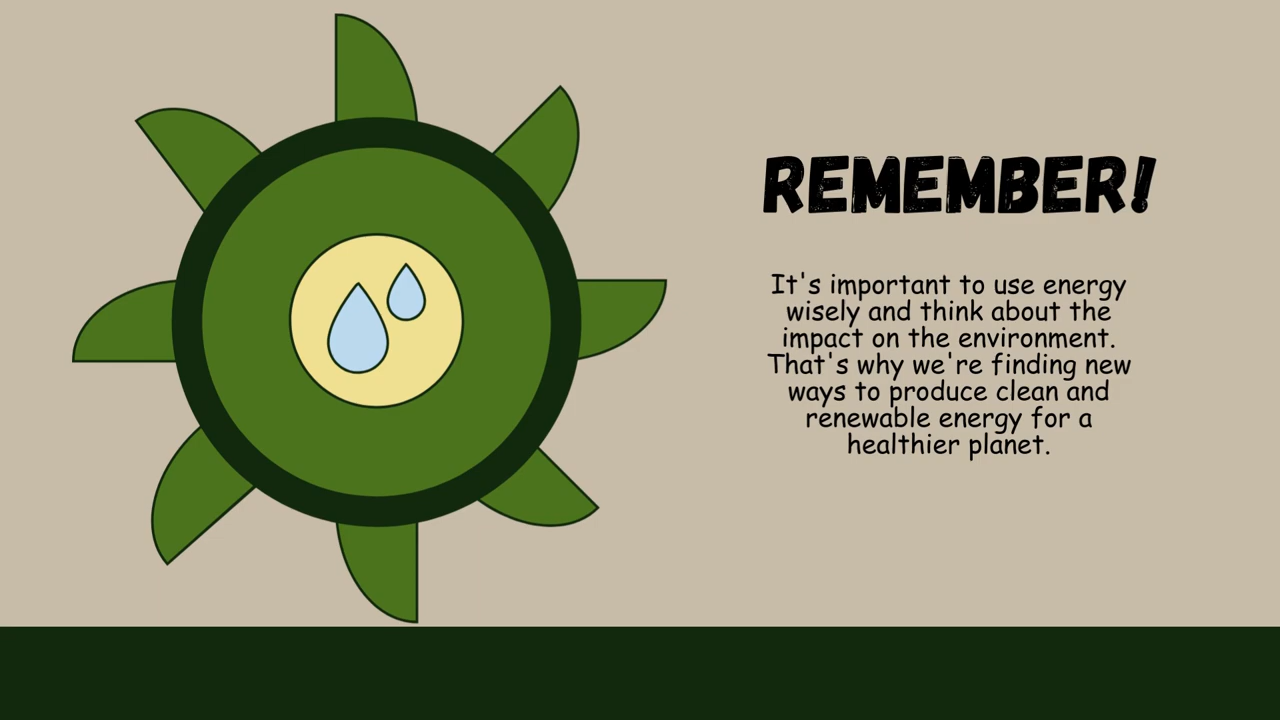 REMEMBER!
It's important to use energy
wisely and think about the
impact on the environment.
That's why we're finding new
ways to produce clean and
renewable energy for a
healthier planet.